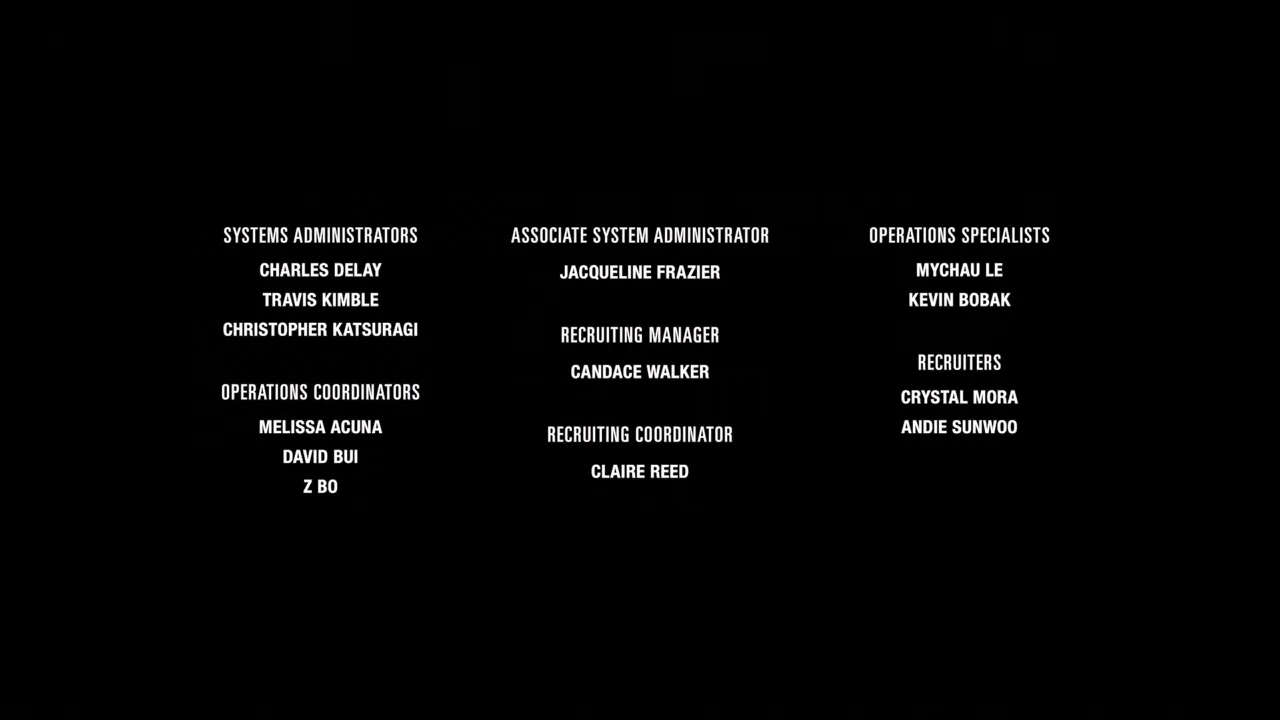 SYSTEMS ADMINISTRATORS
CHARLES DELAY
TRAVIS KIMBLE
CHRISTOPHER KATSURAGI
OPERATIONS COORDINATORS
MELISSA ACUNA
DAVID BUI
Z BO
ASSOCIATE SYSTEM ADMINISTRATOR
JACQUELINE FRAZIER
RECRUITING MANAGER
CANDACE WALKER
RECRUITING COORDINATOR
CLAIRE REED
OPERATIONS SPECIALISTS
MYCHAU LE
KEVIN BOBAK
RECRUITERS
CRYSTAL MORA
ANDIE SUNWOO